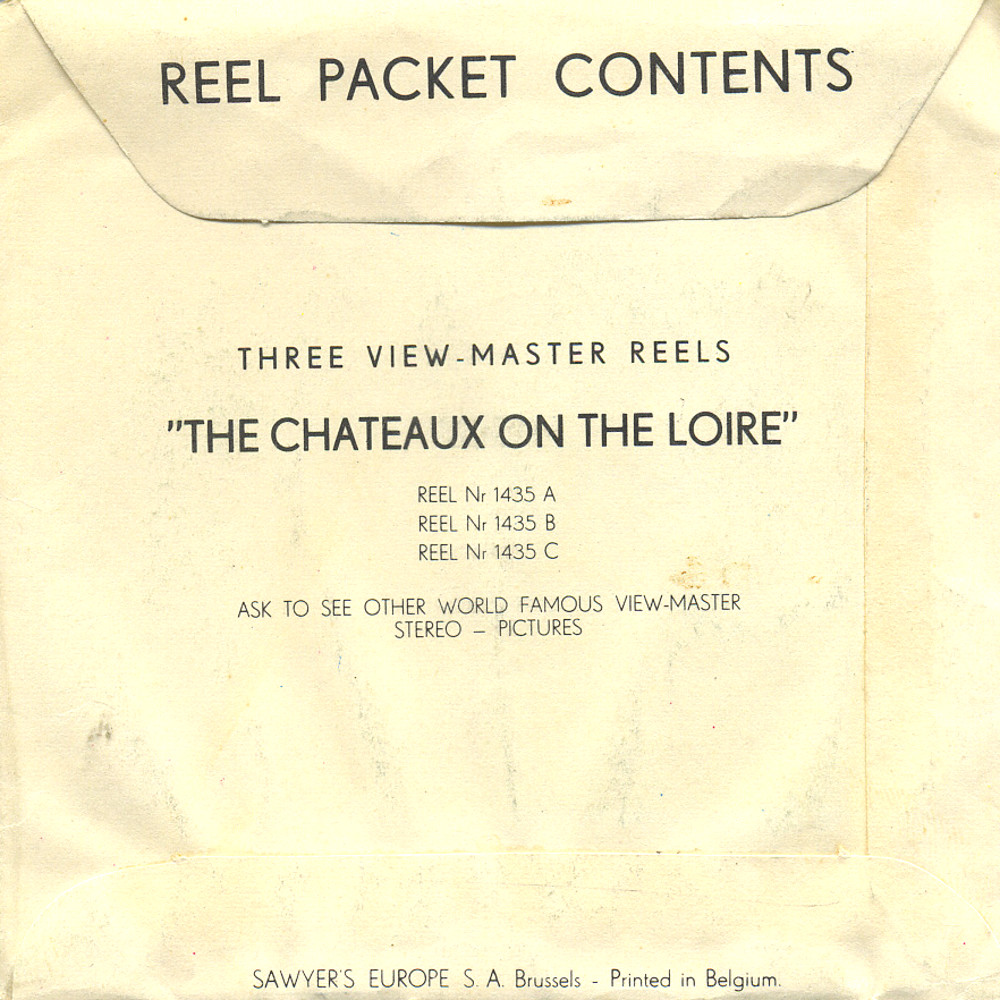 REEL PACKET CONTENTS
THREE VIEW-MASTER REELS
"THE CHATEAUX ON THE LOIRE"
REEL Nr 1435 A
REEL Nr 1435 B
REEL Nr 1435 C
ASK TO SEE OTHER WORLD FAMOUS VIEW-MASTER
STEREO – PICTURES
SAWYER'S EUROPE S. A. Brussels - Printed in Belgium.